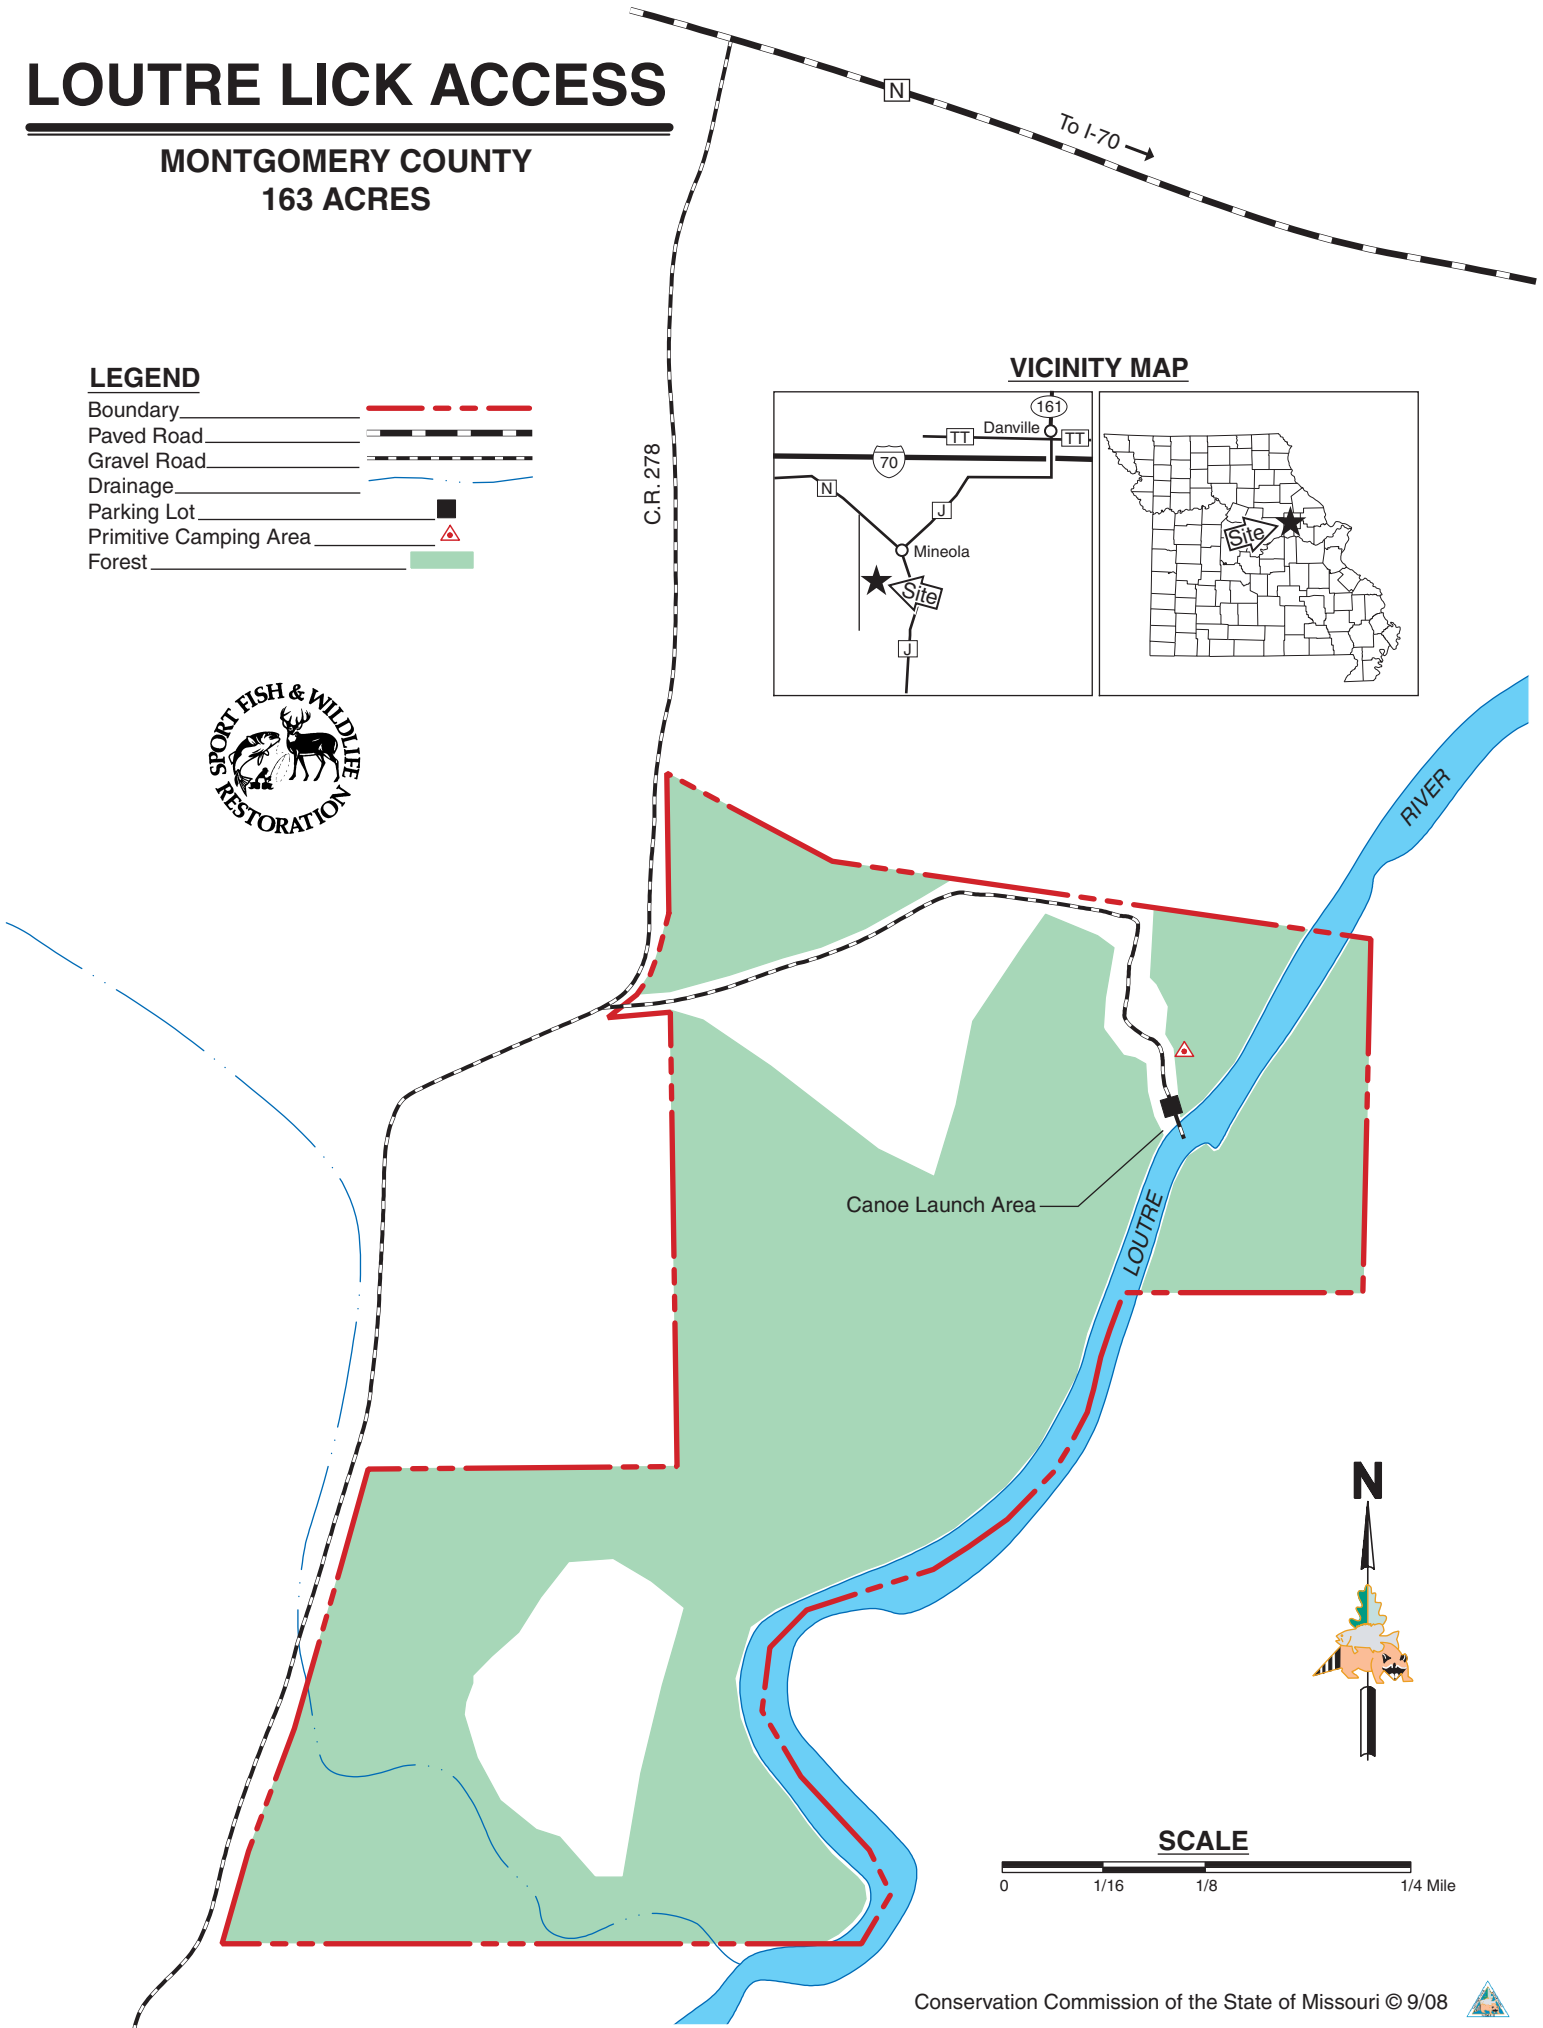 LOUTRE LICK ACCESS
MONTGOMERY COUNTY
163 ACRES
N
To I-70
LEGEND
Boundary
Paved Road
Gravel Road
Drainage
Parking Lot
Primitive Camping Area
Forest
C.R. 278
VICINITY MAP
161
Danville
TT
TT
70
N
J
Mineola
Site
J
Site
SPORT FISH & WILDLIFE
RESTORATION
RIVER
Canoe Launch Area
LOUTRE
N
SCALE
0 1/16 1/8 1/4 Mile
Conservation Commission of the State of Missouri © 9/08